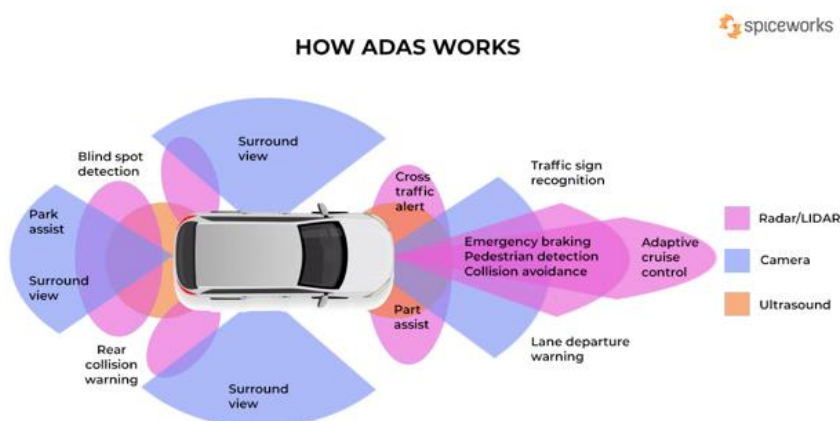 spiceworks
HOW ADAS WORKS
Surround
view
Blind spot
detection
Cross
traffic
alert
Traffic sign
recognition
Park
assist
Surround
view
Emergency braking
Pedestrian detection
Collision avoidance
Adaptive
cruise
control
Part
assist
Rear
collision
warning
Surround
view
Lane departure
warning
Radar/LIDAR
Camera
Ultrasound